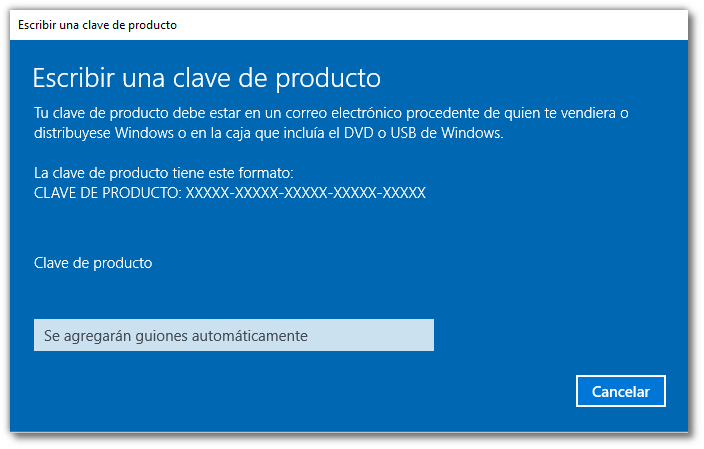 Escribir una clave de producto
Escribir una clave de producto
Tu clave de producto debe estar en un correo electrónico procedente de quien te vendiera o
distribuyese Windows o en la caja que incluía el DVD o USB de Windows.
La clave de producto tiene este formato:
CLAVE DE PRODUCTO: XXXXX-XXXXX-XXXXX-XXXXX-XXXXX
Clave de producto
Se agregarán guiones automáticamente
Cancelar